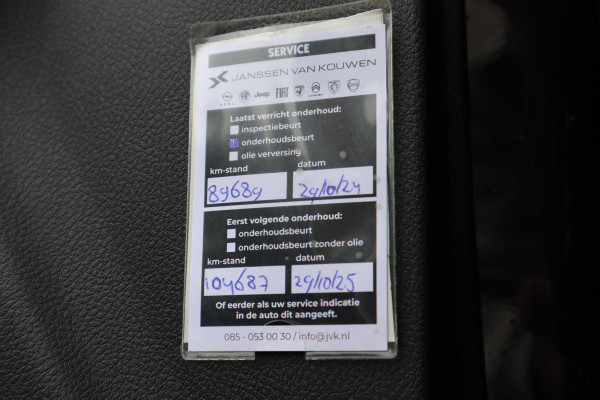 SERVICE
JANSSEN VAN KOUWEN
OPEL Jeep FIAT
Laatst verricht onderhoud:
inspectiebeurt
onderhoudsbeurt
olie verversing
km-stand datum
89689 29/10/24
Eerst volgende onderhoud:
onderhoudsbeurt
onderhoudsbeurt zonder olie
km-stand datum
104687 29/10/25
Of eerder als uw service indicatie
in de auto dit aangeeft.
085 - 053 00 30 / info@jvk.nl